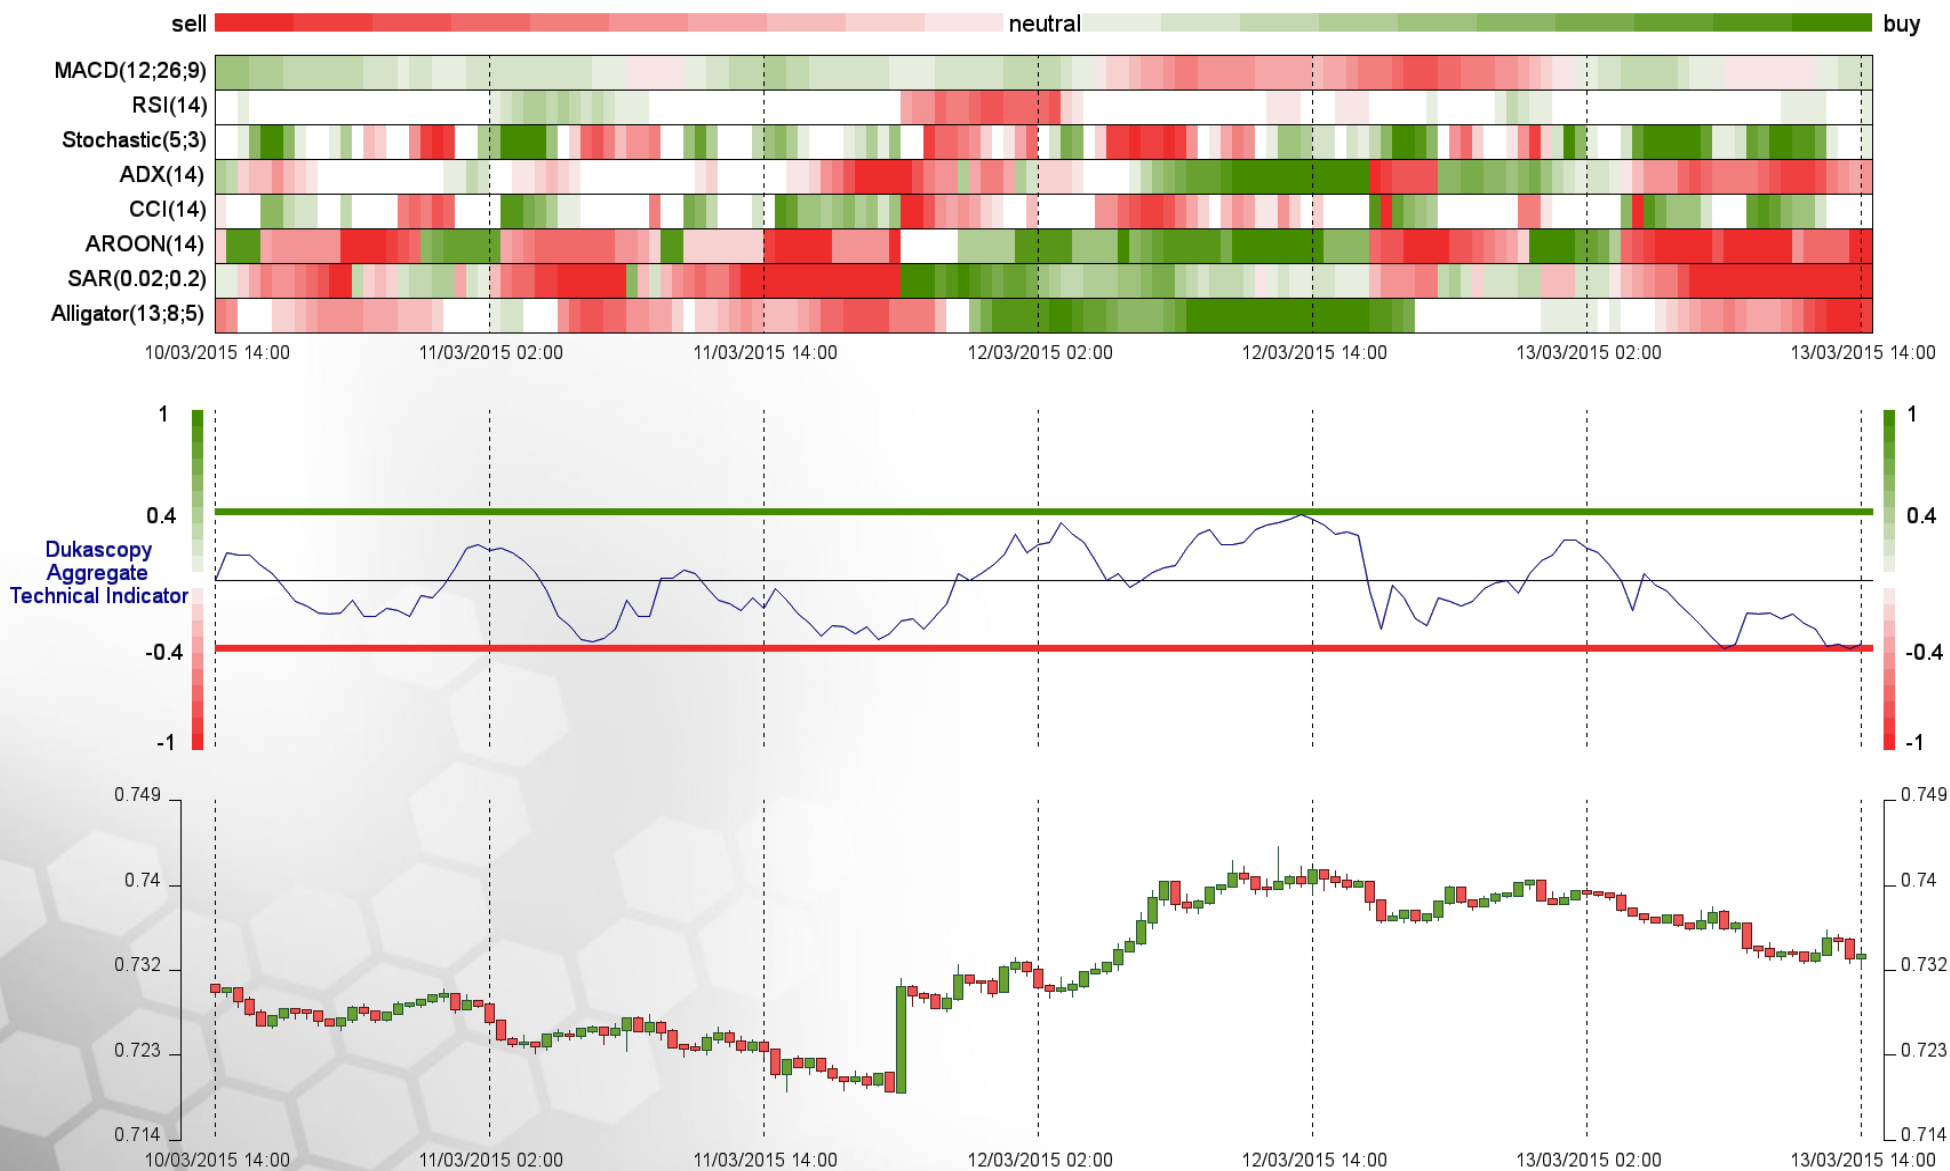 sell neutral buy
MACD(12;26;9)
RSI(14)
Stochastic(5;3)
ADX(14)
CCI(14)
AROON(14)
SAR(0.02;0.2)
Alligator(13;8;5)
10/03/2015 14:00 11/03/2015 02:00 11/03/2015 14:00 12/03/2015 02:00 12/03/2015 14:00 13/03/2015 02:00 13/03/2015 14:00
1 1
0.4 0.4
Dukascopy
Aggregate
Technical Indicator
-0.4 -0.4
-1 -1
0.749 0.749
0.74 0.74
0.732 0.732
0.723 0.723
0.714 0.714
10/03/2015 14:00 11/03/2015 02:00 11/03/2015 14:00 12/03/2015 02:00 12/03/2015 14:00 13/03/2015 02:00 13/03/2015 14:00